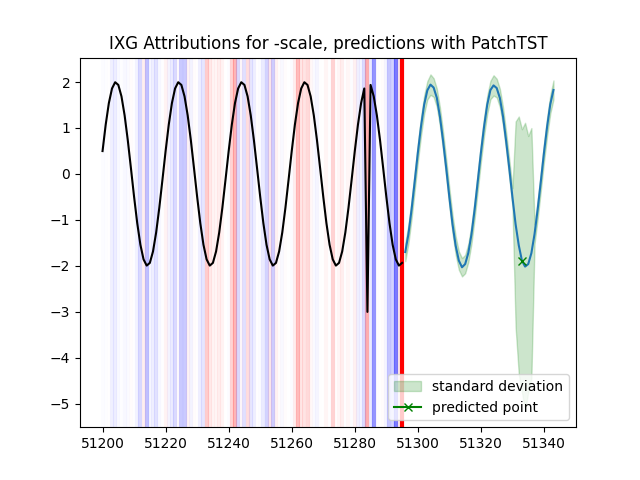 IXG Attributions for -scale, predictions with PatchTST
2
1
0
−1
−2
−3
−4
−5
standard deviation
predicted point
51200 51220 51240 51260 51280 51300 51320 51340